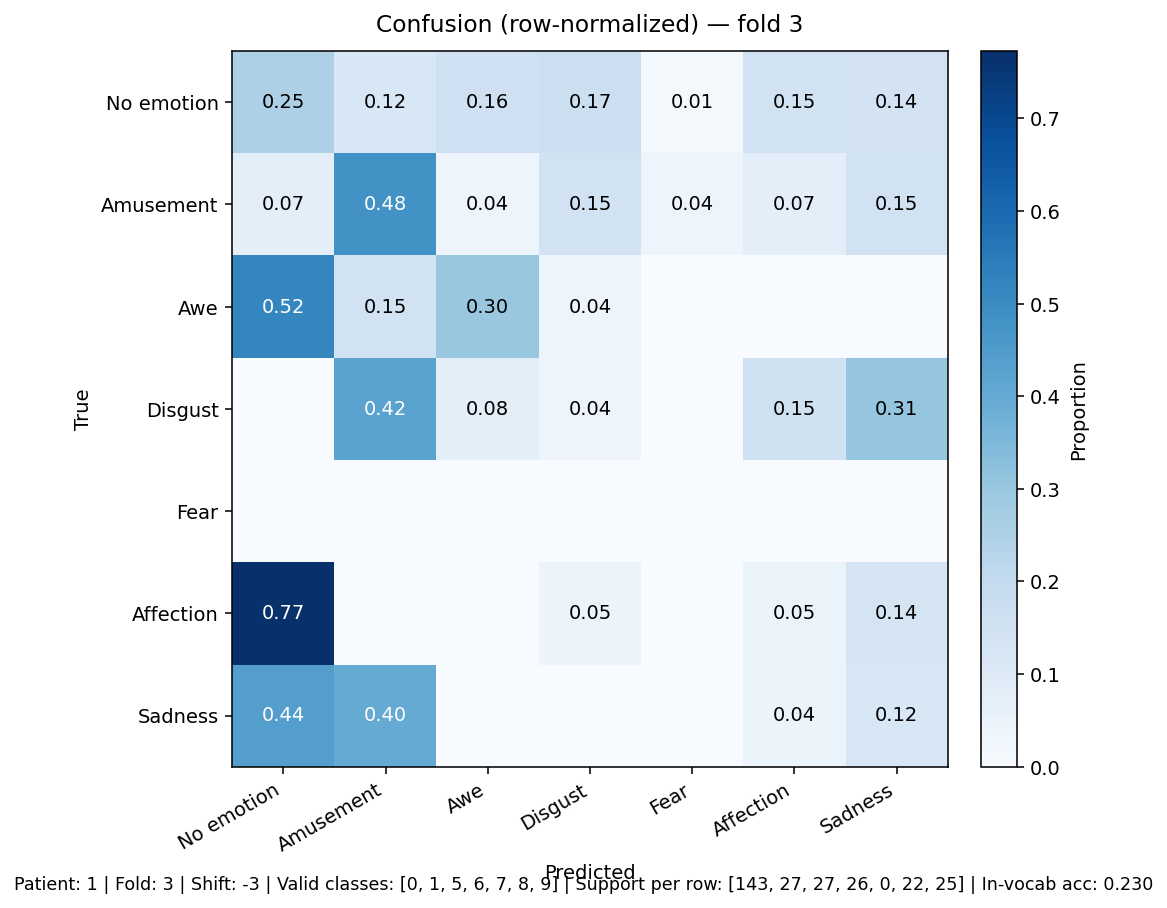 Confusion (row-normalized) — fold 3
No emotion 0.25 0.12 0.16 0.17 0.01 0.15 0.14
Amusement 0.07 0.48 0.04 0.15 0.04 0.07 0.15
Awe 0.52 0.15 0.30 0.04
Disgust 0.42 0.08 0.04 0.15 0.31
Fear
Affection 0.77 0.05 0.05 0.14
Sadness 0.44 0.40 0.04 0.12
True
No emotion Amusement Awe Disgust Fear Affection Sadness
Predicted
0.7
0.6
0.5
0.4
0.3
0.2
0.1
0.0
Proportion
Patient: 1 | Fold: 3 | Shift: -3 | Valid classes: [0, 1, 5, 6, 7, 8, 9] | Support per row: [143, 27, 27, 26, 0, 22, 25] | In-vocab acc: 0.230